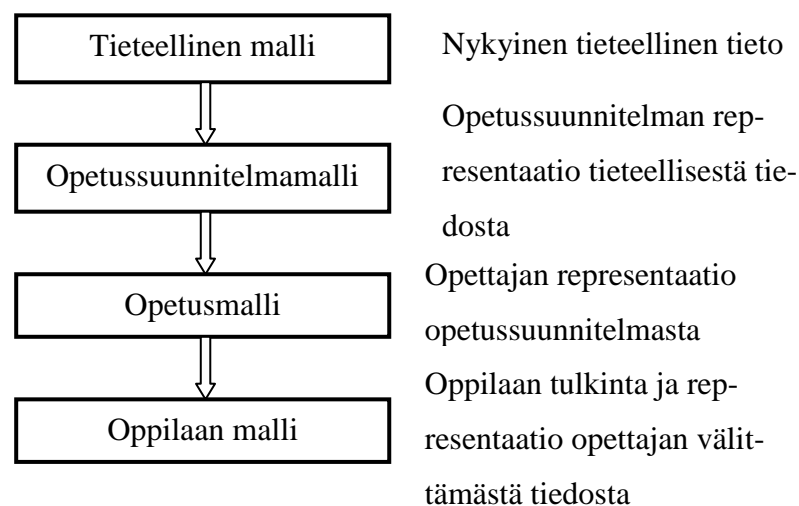 Tieteellinen malli
Nykyinen tieteellinen tieto
Opetussuunnitelmamalli
Opetussuunnitelman rep-
resentaatio tieteellisestä tie-
dosta
Opetusmalli
Opettajan representaatio
opetussuunnitelmasta
Oppilaan malli
Oppilaan tulkinta ja rep-
resentaatio opettajan välit-
tämästä tiedosta